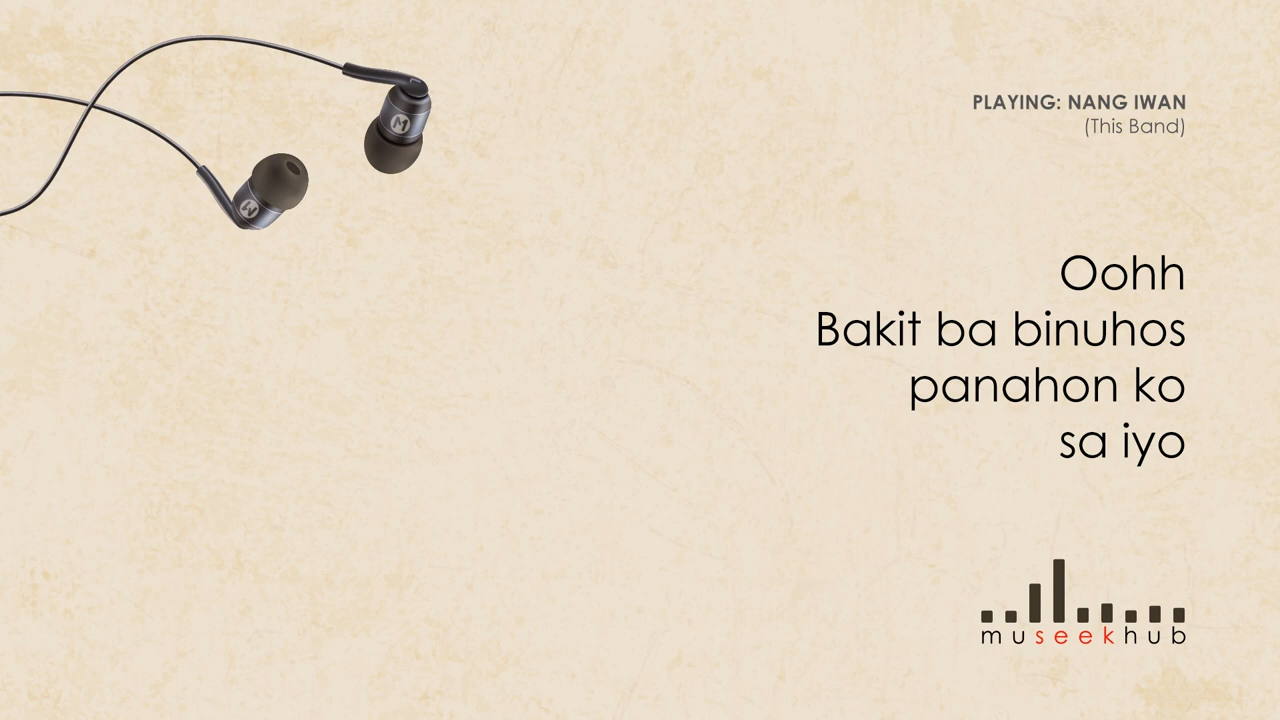 PLAYING: NANG IWAN
(This Band)
Oohh
Bakit ba binuhos
panahon ko
sa iyo
museekhub